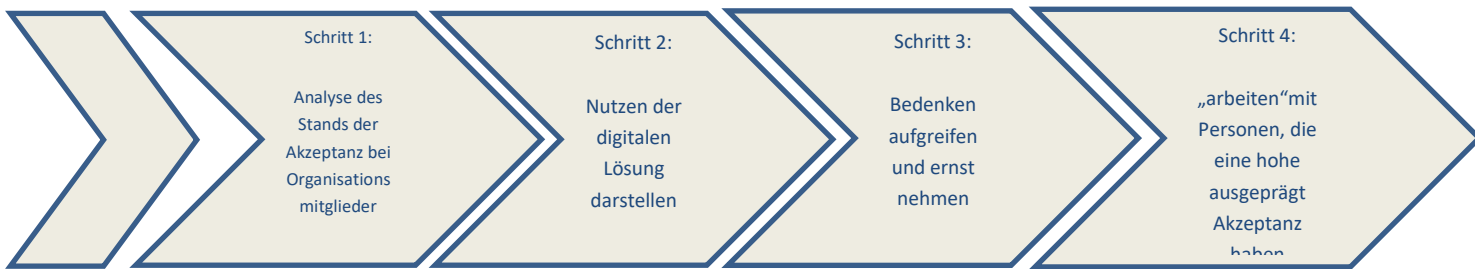 Schritt 1:
Analyse des
Stands der
Akzeptanz bei
Organisations
mitglieder
Schritt 2:
Nutzen der
digitalen
Lösung
darstellen
Schritt 3:
Bedenken
aufgreifen
und ernst
nehmen
Schritt 4:
„arbeiten“mit
Personen, die
eine hohe
ausgeprägt
Akzeptanz
haben